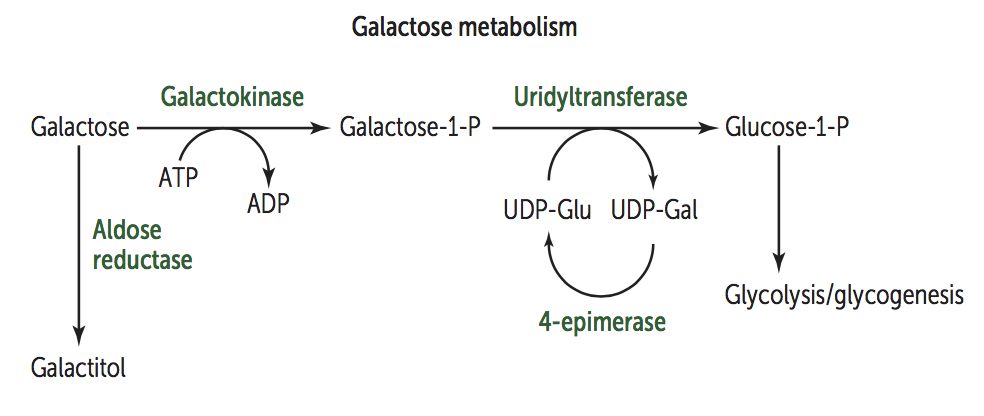 Galactose metabolism
Galactokinase
Uridyltransferase
Galactose
Galactose-1-P
Glucose-1-P
ATP
ADP
UDP-Glu
UDP-Gal
Aldose
reductase
Glycolysis/glycogenesis
4-epimerase
Galactitol